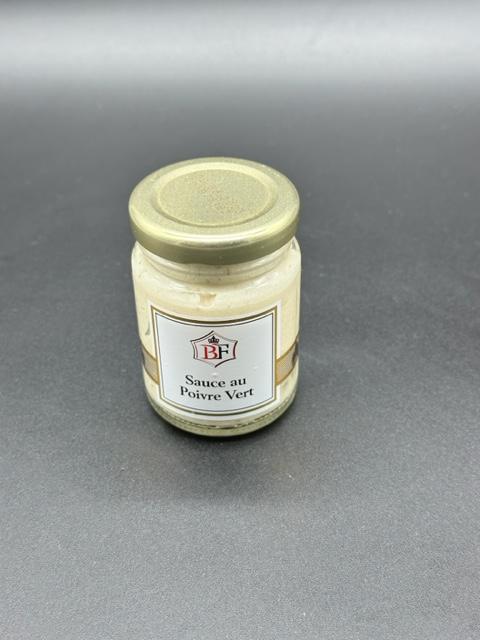 BF
Sauce au
Poivre Vert